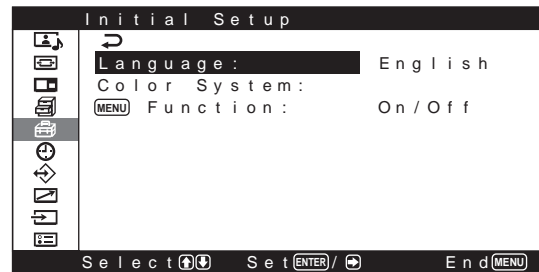 Initial Setup
Language: English
Color System:
MENU Function: On/Off
Select Set ENTER / End MENU